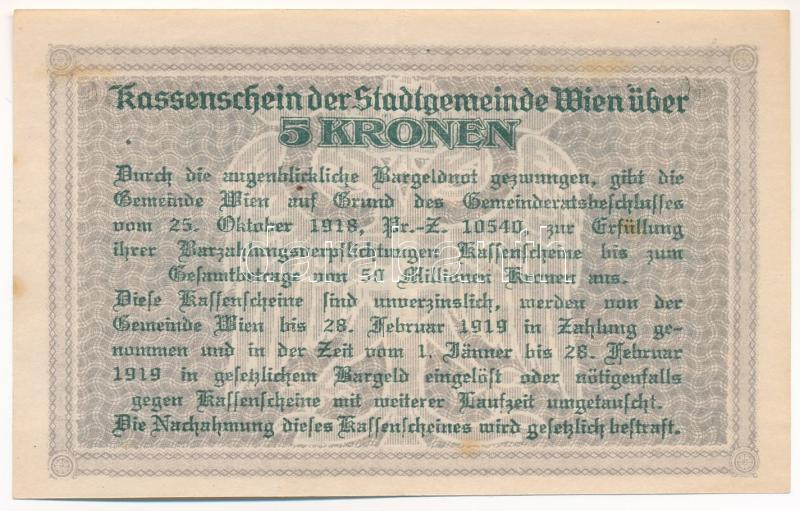 Kassenschein der Stadtgemeinde Wien über
5 KRONEN
Durch die augenblickliche Bargeldnot gezwungen, gibt die
Gemeinde Wien auf Grund des Gemeinderatsbeschlusses
vom 25. Oktober 1918, Pr.-Z. 10540, zur Erfüllung
ihrer Barzahlungsverpflichtungen Kassenscheine bis zum
Gesamtbetrage von 50 Millionen Kronen aus.
Diese Kassenscheine sind unverzinslich, werden von der
Gemeinde Wien bis 28. Februar 1919 in Zahlung ge-
nommen und in der Zeit vom 1. Jänner bis 28. Februar
1919 in gesetzlichem Bargeld eingelöst oder nötigenfalls
gegen Kassenscheine mit weiterer Laufzeit umgetauscht.
Die Nachahmung dieses Kassenscheines wird gesetzlich bestraft.
darabanth